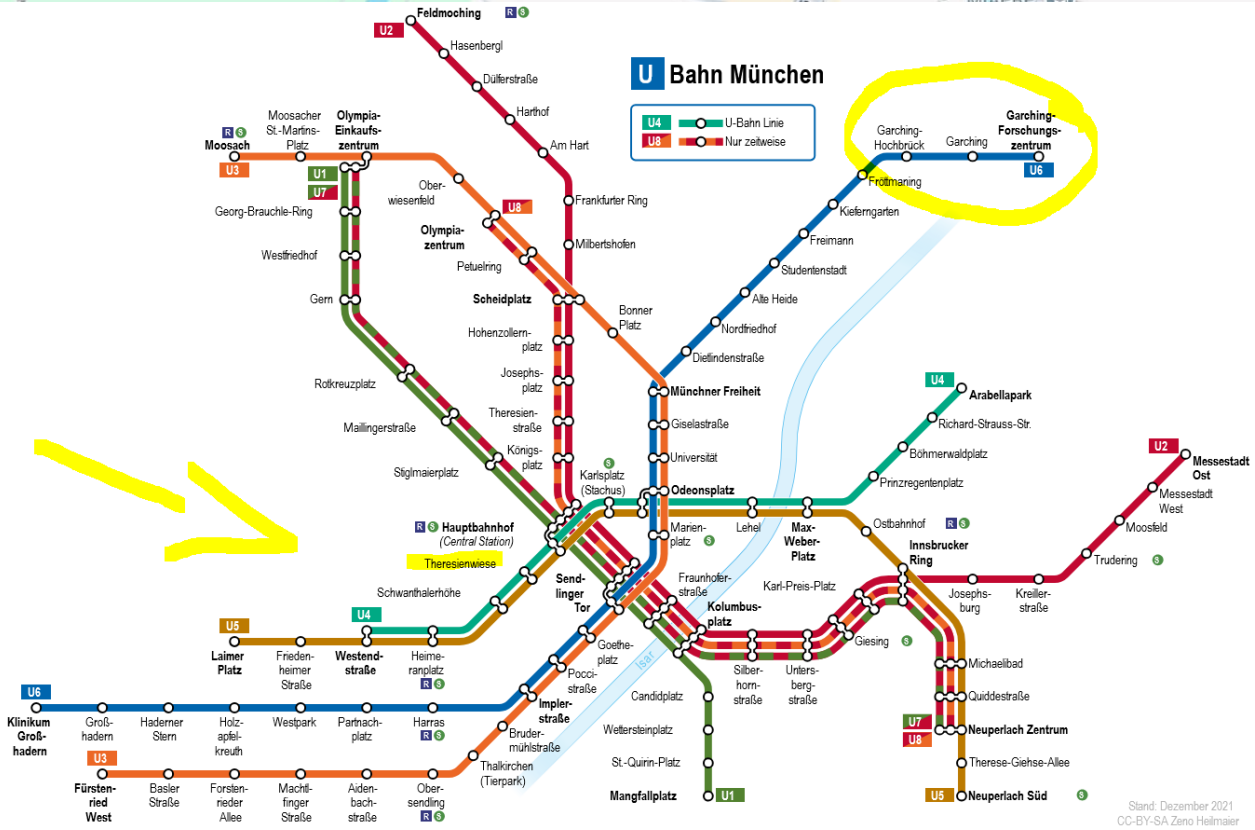 Feldmoching R S
U2
Hasenbergl
Dülferstraße
Harthof
Am Hart
Frankfurter Ring
Milbertshofen
U Bahn München
U4 U-Bahn Linie
U8 Nur zeitweise
R S
Moosach
U3
Moosacher
St.-Martins-
Platz
Olympia-
Einkaufs-
zentrum
U1
U7
Georg-Brauchle-Ring
Westfriedhof
Gern
Rotkreuzplatz
Maillingerstraße
Stiglmaierplatz
Ober-
wiesenfeld
U8
Olympia-
zentrum
Petuelring
Scheidplatz
Hohenzollern-
platz
Josephs-
platz
Theresien-
straße
Königs-
platz
Bonner
Platz
Garching-
Hochbrück
Garching
Garching-
Forschungs-
zentrum
U6
Fröttmaning
Kieferngarten
Freimann
Studentenstadt
Alte Heide
Nordfriedhof
Dietlindenstraße
Münchner Freiheit
Giselastraße
Universität
Odeonsplatz
Marien-
platz S
S
Karlsplatz
(Stachus)
R S Hauptbahnhof
(Central Station)
Theresienwiese
Schwanthalerhöhe
U4
U5
Laimer
Platz
Frieden-
heimer
Straße
Westend-
straße
Heime-
ranplatz
R S
Send-
linger
Tor
Lehel
Max-
Weber-
Platz
U4
Arabellapark
Richard-Strauss-Str.
Böhmerwaldplatz
Prinzregentenplatz
Ostbahnhof R S
Innsbrucker
Ring
U2
Messestadt
Ost
Messestadt
West
Moosfeld
Trudering S
Josephs-
burg
Kreiller-
straße
Karl-Preis-Platz
Giesing S
Unters-
berg-
straße
Silber-
horn-
straße
Kolumbus-
platz
Fraunhofer-
straße
Isar
Candidplatz
Wettersteinplatz
St.-Quirin-Platz
Mangfallplatz U1
Michaelibad
Quiddestraße
U7
U8
Neuperlach Zentrum
Therese-Giehse-Allee
U5 Neuperlach Süd S
Goethe-
platz
Pocci-
straße
Impler-
straße
Bruder-
mühlstraße
Thalkirchen
(Tierpark)
U6
Klinikum
Groß-
hadern
Groß-
hadern
Haderner
Stern
Holz-
apfel-
kreuth
Westpark
Partnach-
platz
Harras
R S
U3
Fürsten-
ried
West
Basler
Straße
Forsten-
rieder
Allee
Machtl-
finger
Straße
Aiden-
bach-
straße
Ober-
sendling
R S
Stand: Dezember 2021
CC-BY-SA Zeno Heilmaier